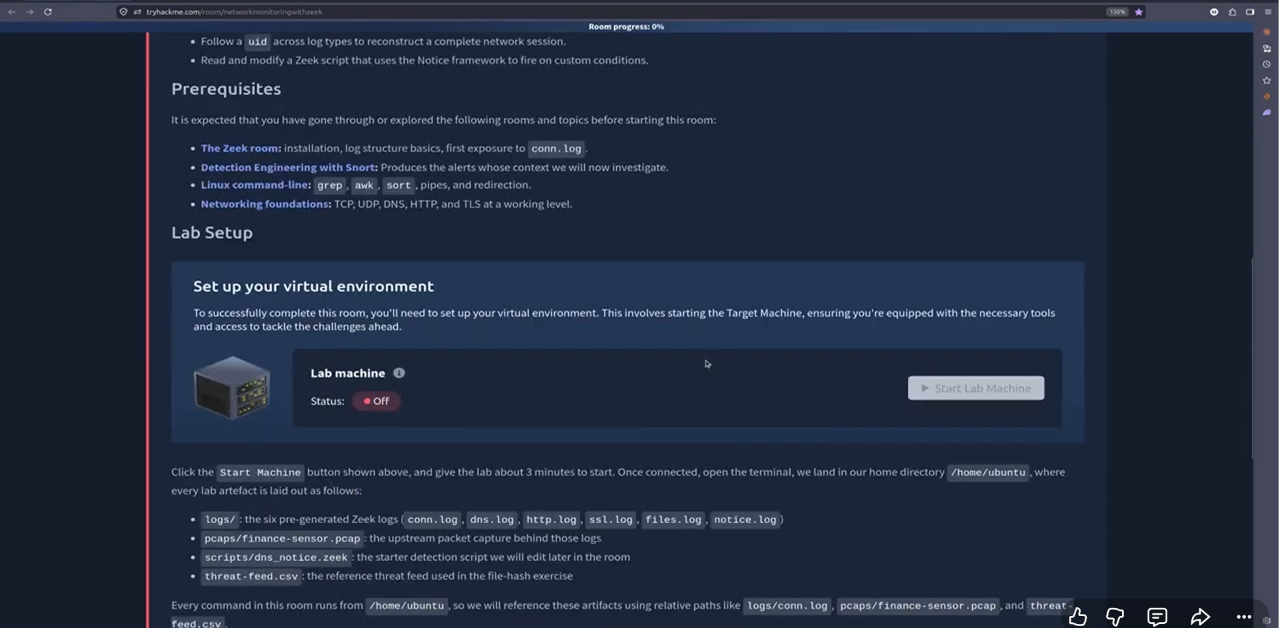 tryhackme.com/room/networkmonitoringwithzeek
150%
Room progress: 0%
Follow a uid across log types to reconstruct a complete network session.
Read and modify a Zeek script that uses the Notice framework to fire on custom conditions.
Prerequisites
It is expected that you have gone through or explored the following rooms and topics before starting this room:
The Zeek room: installation, log structure basics, first exposure to conn.log.
Detection Engineering with Snort: Produces the alerts whose context we will now investigate.
Linux command-line: grep, awk, sort, pipes, and redirection.
Networking foundations: TCP, UDP, DNS, HTTP, and TLS at a working level.
Lab Setup
Set up your virtual environment
To successfully complete this room, you'll need to set up your virtual environment. This involves starting the Target Machine, ensuring you're equipped with the necessary tools
and access to tackle the challenges ahead.
Lab machine
Start Lab Machine
Status: Off
Click the Start Machine button shown above, and give the lab about 3 minutes to start. Once connected, open the terminal, we land in our home directory /home/ubuntu, where
every lab artefact is laid out as follows:
logs/ : the six pre-generated Zeek logs (conn.log, dns.log, http.log, ssl.log, files.log, notice.log)
pcaps/finance-sensor.pcap : the upstream packet capture behind those logs
scripts/dns_notice.zeek : the starter detection script we will edit later in the room
threat-feed.csv : the reference threat feed used in the file-hash exercise
Every command in this room runs from /home/ubuntu, so we will reference these artifacts using relative paths like logs/conn.log, pcaps/finance-sensor.pcap, and threat-
feed.csv.